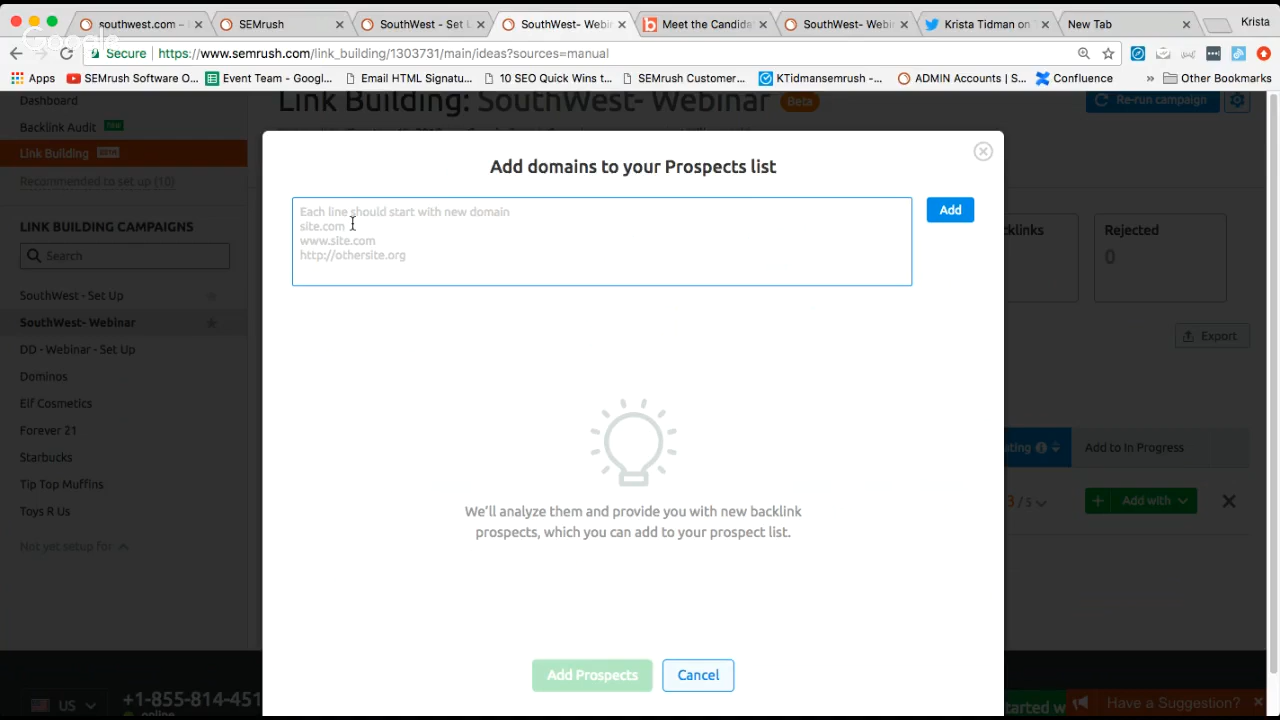 southwest.com – I
SEMrush
SouthWest - Set U
SouthWest- Webin
Meet the Candida
SouthWest- Webin
Krista Tidman on
New Tab
Krista
Google
Secure
https://www.semrush.com/link_building/1303731/main/ideas?sources=manual
Apps
SEMrush Software O...
Event Team - Googl...
Email HTML Signatu...
10 SEO Quick Wins t...
SEMrush Customer...
KTidmansemrush -...
ADMIN Accounts | S...
Confluence
»
Other Bookmarks
Dashboard
Backlink Audit
Link Building
Recommended to set up (10)
LINK BUILDING CAMPAIGNS
Search
SouthWest - Set Up
SouthWest- Webinar
DD - Webinar - Set Up
Dominos
Elf Cosmetics
Forever 21
Starbucks
Tip Top Muffins
Toys R Us
Not yet setup for
Link Building: SouthWest- Webinar
Beta
Re-run campaign
Add domains to your Prospects list
Each line should start with new domain
site.com
www.site.com
http://othersite.org
Add
We'll analyze them and provide you with new backlink
prospects, which you can add to your prospect list.
Add Prospects
Cancel
cklinks
Rejected
0
Export
ating
Add to In Progress
3 / 5
Add with
US
+1-855-814-451
online
tarted w
Have a Suggestion?